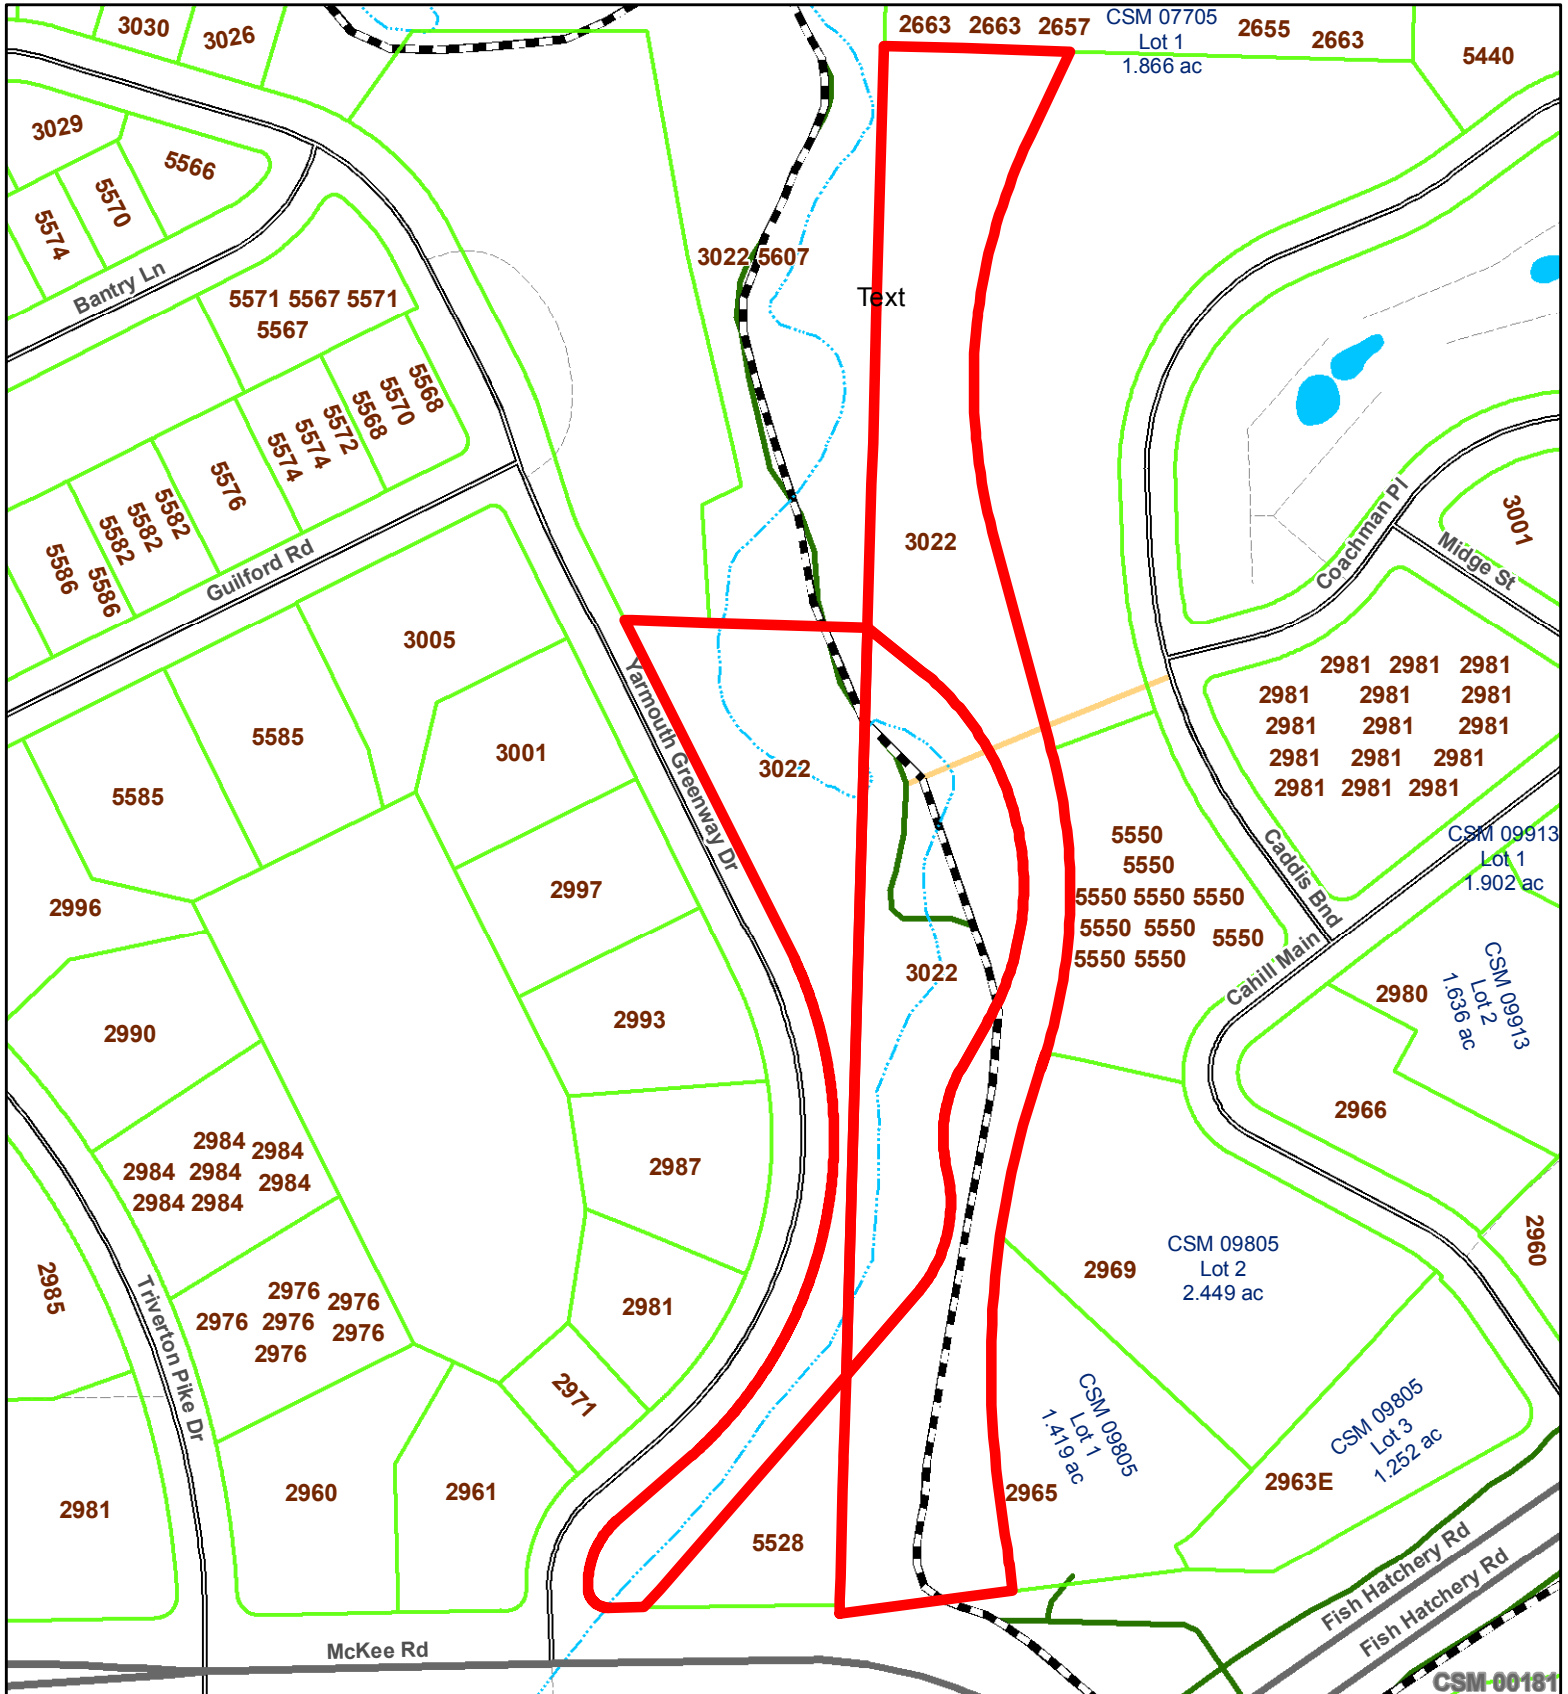 3030
3026
2663 2663 2657
CSM 07705
Lot 1
1.866 ac
2655
2663
5440
3029
5566
5570
5574
Bantry Ln
3022 5607
Text
5571 5567 5571
5567
5568
5570
5568
5572
5574
5574
5576
5582
5582
5582
5586
5586
Guilford Rd
3022
Coachman Pl
3001
Midge St
3005
Yarmouth Greenway Dr
2981 2981 2981
2981 2981 2981
2981 2981 2981
2981 2981 2981
2981 2981 2981
5585
3001
3022
5585
5550
5550
5550 5550 5550
5550 5550 5550
5550 5550
Caddis Bnd
CSM 09913
Lot 1
1.902 ac
2996
2997
Cahill Main
3022
2980
CSM 09913
Lot 2
1.636 ac
2990
2993
2966
2984 2984
2984 2984 2984
2984 2984
2987
2960
2985
Triverton Pike Dr
2969
CSM 09805
Lot 2
2.449 ac
2976 2976
2976 2976 2976
2976
2981
2971
CSM 09805
Lot 1
1.419 ac
CSM 09805
Lot 3
1.252 ac
2981
2960
2961
2965
2963E
5528
Fish Hatchery Rd
Fish Hatchery Rd
McKee Rd
CSM 00181